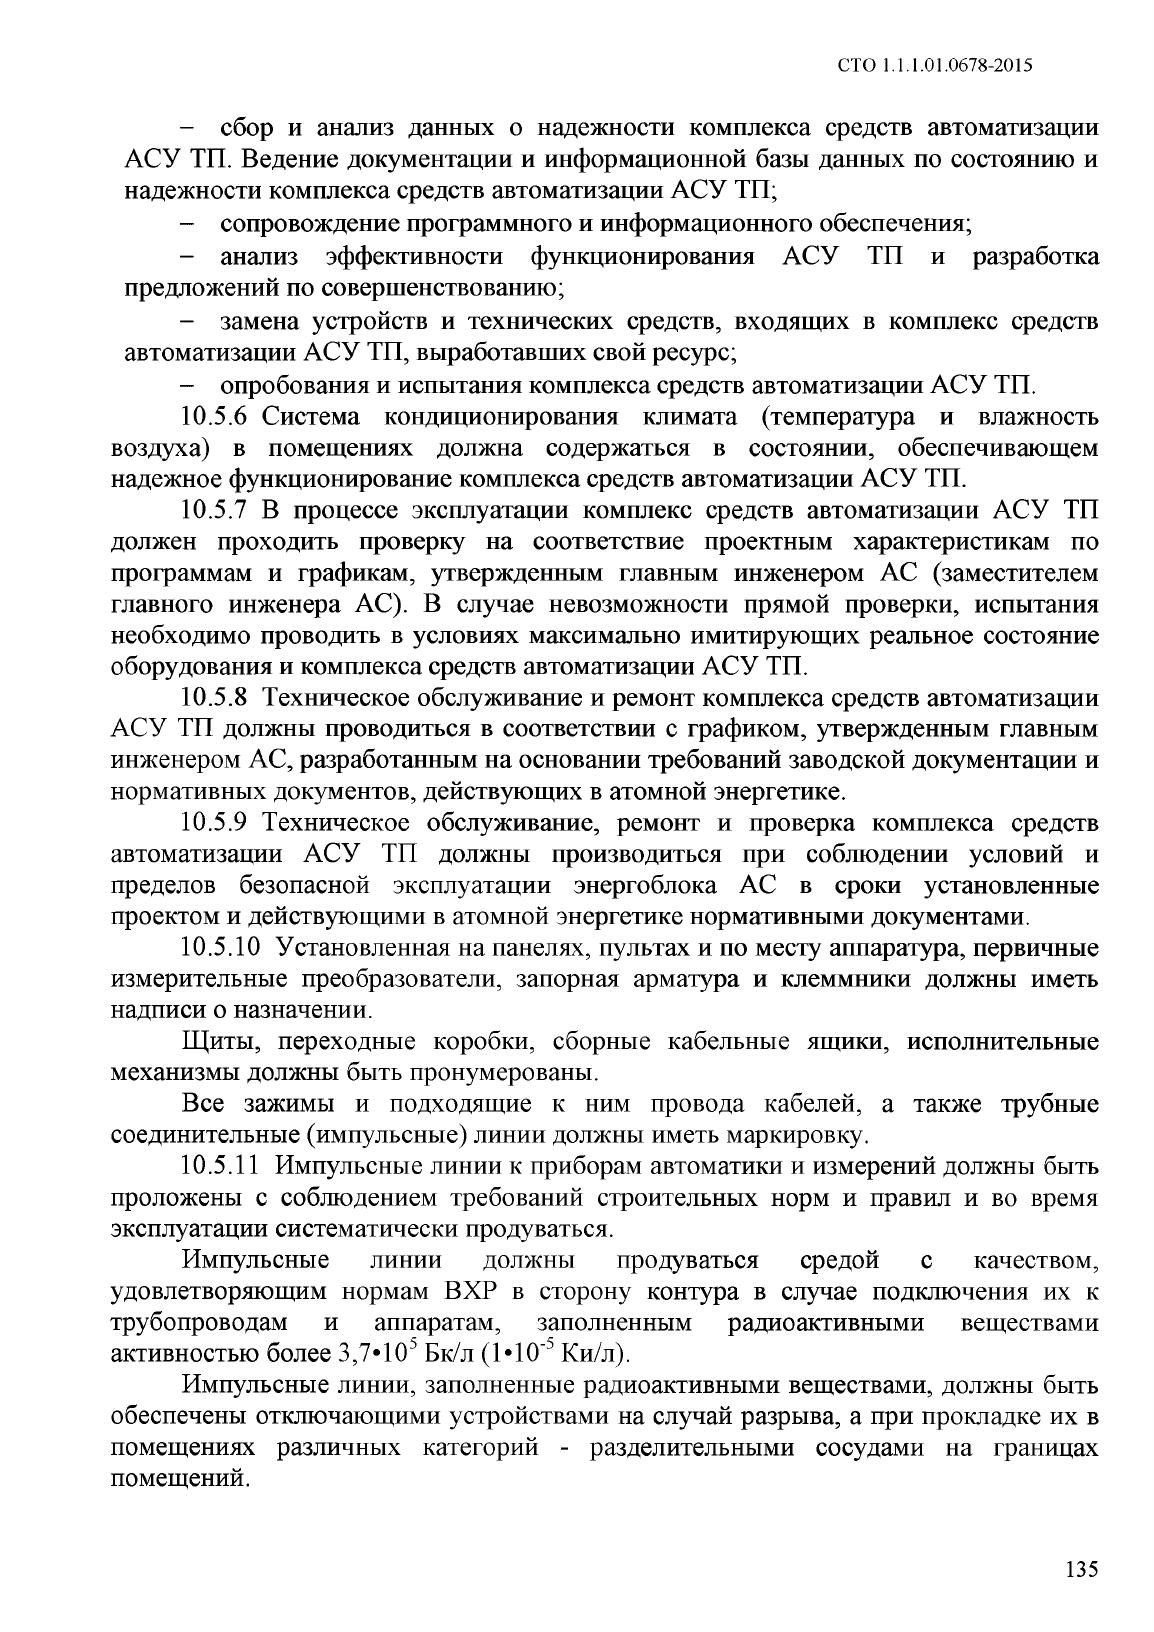 СТО 1.1.1.01.0678-2015
– сбор и анализ данных о надежности комплекса средств автоматизации
АСУ ТП. Ведение документации и информационной базы данных по состоянию и
надежности комплекса средств автоматизации АСУ ТП;
– сопровождение программного и информационного обеспечения;
– анализ эффективности функционирования АСУ ТП и разработка
предложений по совершенствованию;
– замена устройств и технических средств, входящих в комплекс средств
автоматизации АСУ ТП, выработавших свой ресурс;
– опробования и испытания комплекса средств автоматизации АСУ ТП.
10.5.6 Система кондиционирования климата (температура и влажность
воздуха) в помещениях должна содержаться в состоянии, обеспечивающем
надежное функционирование комплекса средств автоматизации АСУ ТП.
10.5.7 В процессе эксплуатации комплекс средств автоматизации АСУ ТП
должен проходить проверку на соответствие проектным характеристикам по
программам и графикам, утвержденным главным инженером АС (заместителем
главного инженера АС). В случае невозможности прямой проверки, испытания
необходимо проводить в условиях максимально имитирующих реальное состояние
оборудования и комплекса средств автоматизации АСУ ТП.
10.5.8 Техническое обслуживание и ремонт комплекса средств автоматизации
АСУ ТП должны проводиться в соответствии с графиком, утвержденным главным
инженером АС, разработанным на основании требований заводской документации и
нормативных документов, действующих в атомной энергетике.
10.5.9 Техническое обслуживание, ремонт и проверка комплекса средств
автоматизации АСУ ТП должны производиться при соблюдении условий и
пределов безопасной эксплуатации энергоблока АС в сроки установленные
проектом и действующими в атомной энергетике нормативными документами.
10.5.10 Установленная на панелях, пультах и по месту аппаратура, первичные
измерительные преобразователи, запорная арматура и клеммники должны иметь
надписи о назначении.
Щиты, переходные коробки, сборные кабельные ящики, исполнительные
механизмы должны быть пронумерованы.
Все зажимы и подходящие к ним провода кабелей, а также трубные
соединительные (импульсные) линии должны иметь маркировку.
10.5.11 Импульсные линии к приборам автоматики и измерений должны быть
проложены с соблюдением требований строительных норм и правил и во время
эксплуатации систематически продуваться.
Импульсные линии должны продуваться средой с качеством,
удовлетворяющим нормам ВХР в сторону контура в случае подключения их к
трубопроводам и аппаратам, заполненным радиоактивными веществами
активностью более 3,7•10⁵ Бк/л (1•10⁻⁵ Ки/л).
Импульсные линии, заполненные радиоактивными веществами, должны быть
обеспечены отключающими устройствами на случай разрыва, а при прокладке их в
помещениях различных категорий - разделительными сосудами на границах
помещений.
135